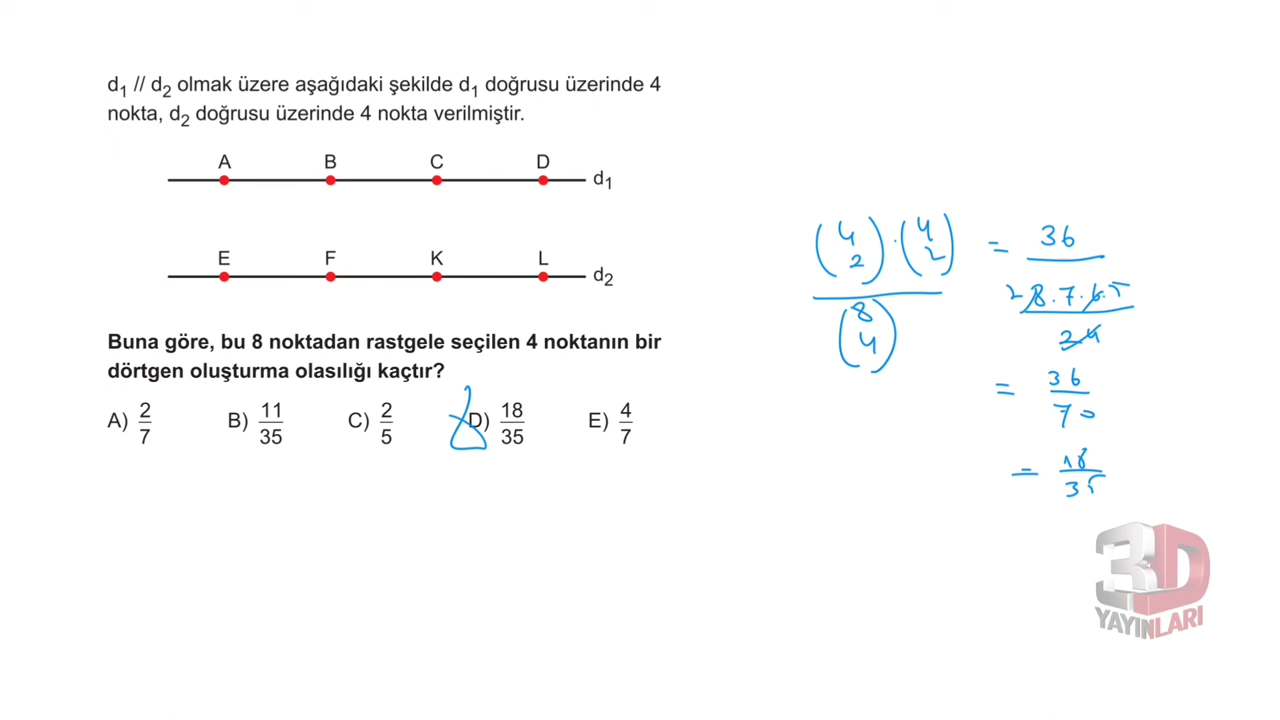 d1 // d2 olmak üzere aşağıdaki şekilde d1 doğrusu üzerinde 4
nokta, d2 doğrusu üzerinde 4 nokta verilmiştir.
A B C D
d1
E F K L
d2
Buna göre, bu 8 noktadan rastgele seçilen 4 noktanın bir
dörtgen oluşturma olasılığı kaçtır?
A) 2/7 B) 11/35 C) 2/5 D) 18/35 E) 4/7
(4 2) . (4 2) / (8 4) = 36 / (8.7.6.5 / 24)
2
= 36/70
= 18/35
3D
YAYINLARI